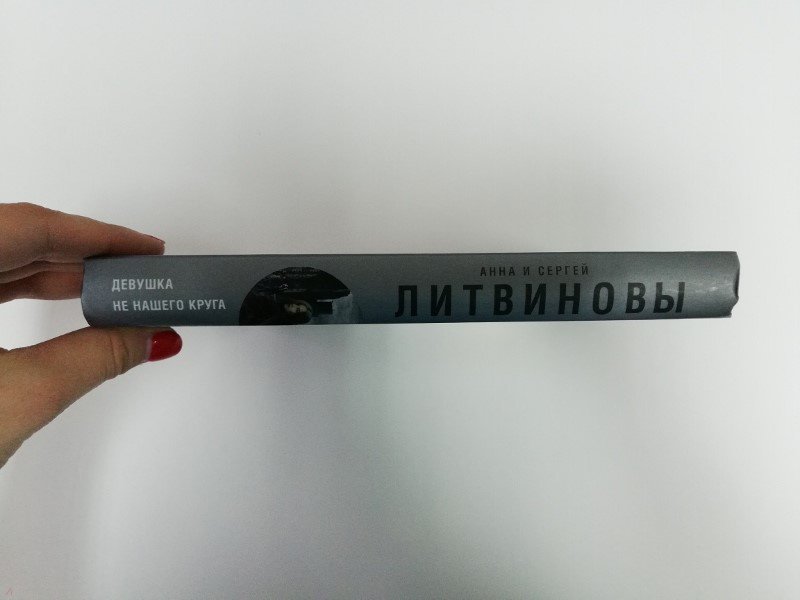 ДЕВУШКА
НЕ НАШЕГО КРУГА
АННА И СЕРГЕЙ
ЛИТВИНОВЫ